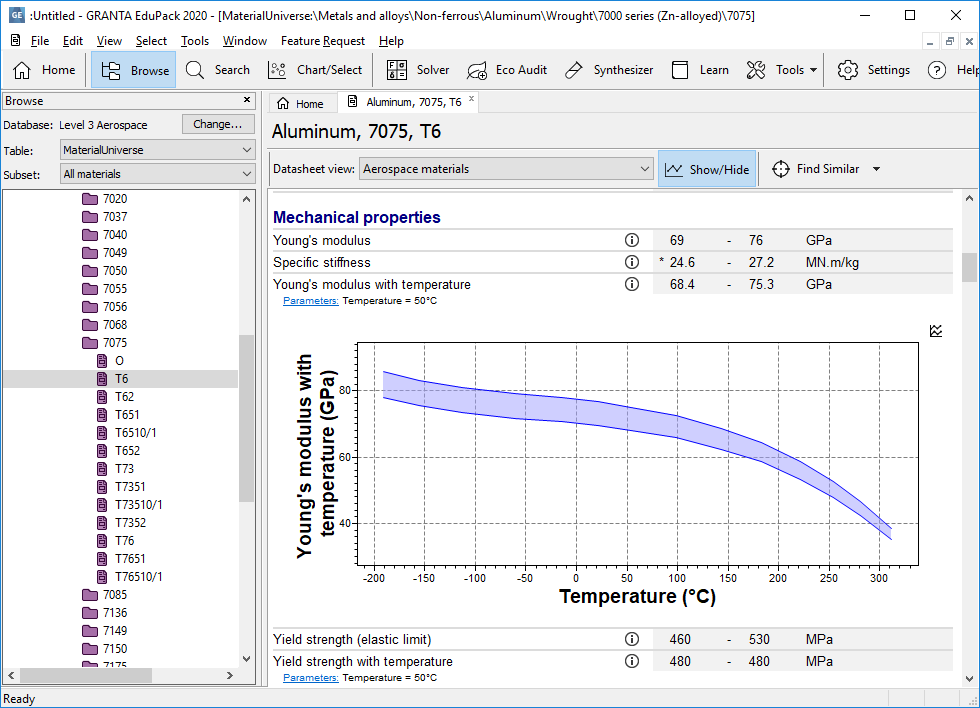 :Untitled - GRANTA EduPack 2020 - [MaterialUniverse:\Metals and alloys\Non-ferrous\Aluminum\Wrought\7000 series (Zn-alloyed)\7075]
File Edit View Select Tools Window Feature Request Help
Home Browse Search Chart/Select Solver Eco Audit Synthesizer Learn Tools Settings Help
Browse
Database: Level 3 Aerospace Change...
Table: MaterialUniverse
Subset: All materials
7020
7037
7040
7049
7050
7055
7056
7068
7075
O
T6
T62
T651
T6510/1
T652
T73
T7351
T73510/1
T7352
T76
T7651
T76510/1
7085
7136
7149
7150
7175
Home Aluminum, 7075, T6
Aluminum, 7075, T6
Datasheet view: Aerospace materials Show/Hide Find Similar
Mechanical properties
Young's modulus 69 - 76 GPa
Specific stiffness * 24.6 - 27.2 MN.m/kg
Young's modulus with temperature 68.4 - 75.3 GPa
Parameters: Temperature = 50°C
Young's modulus with
temperature (GPa)
80
60
40
-200 -150 -100 -50 0 50 100 150 200 250 300
Temperature (°C)
Yield strength (elastic limit) 460 - 530 MPa
Yield strength with temperature 480 - 480 MPa
Parameters: Temperature = 50°C
Ready